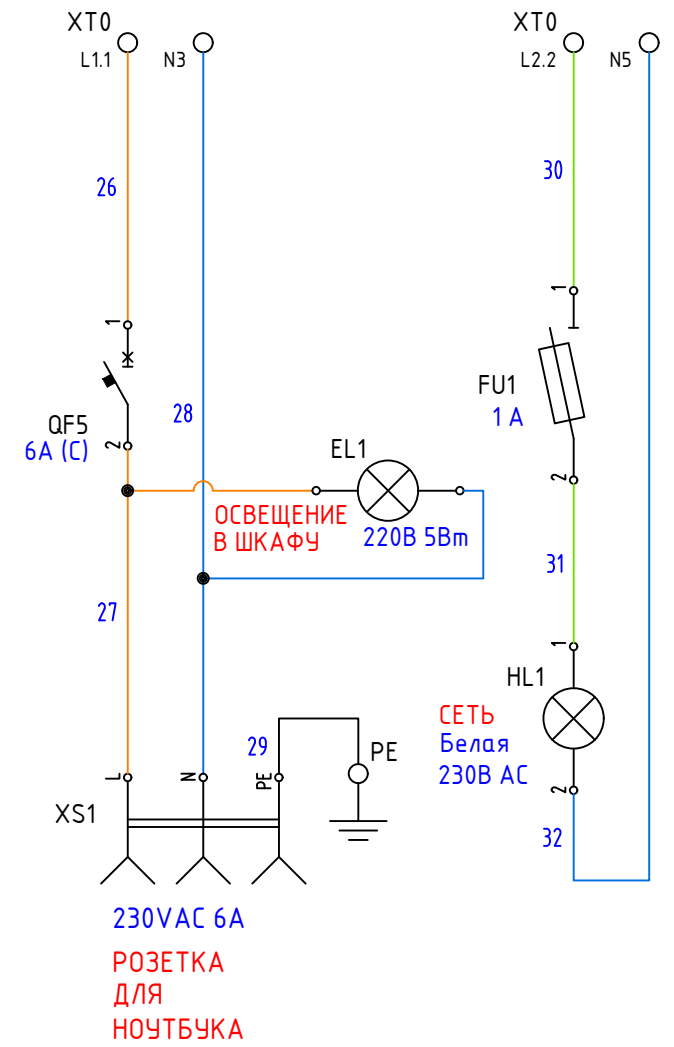 XT0
L1.1
N3
XT0
L2.2
N5
26
30
1
1
FU1
1 А
QF5
6А (С)
2
28
EL1
2
ОСВЕЩЕНИЕ
В ШКАФУ
220В 5Вт
31
27
1
HL1
СЕТЬ
Белая
230В АС
29
PE
L
N
PE
2
XS1
32
230VAC 6A
РОЗЕТКА
ДЛЯ
НОУТБУКА